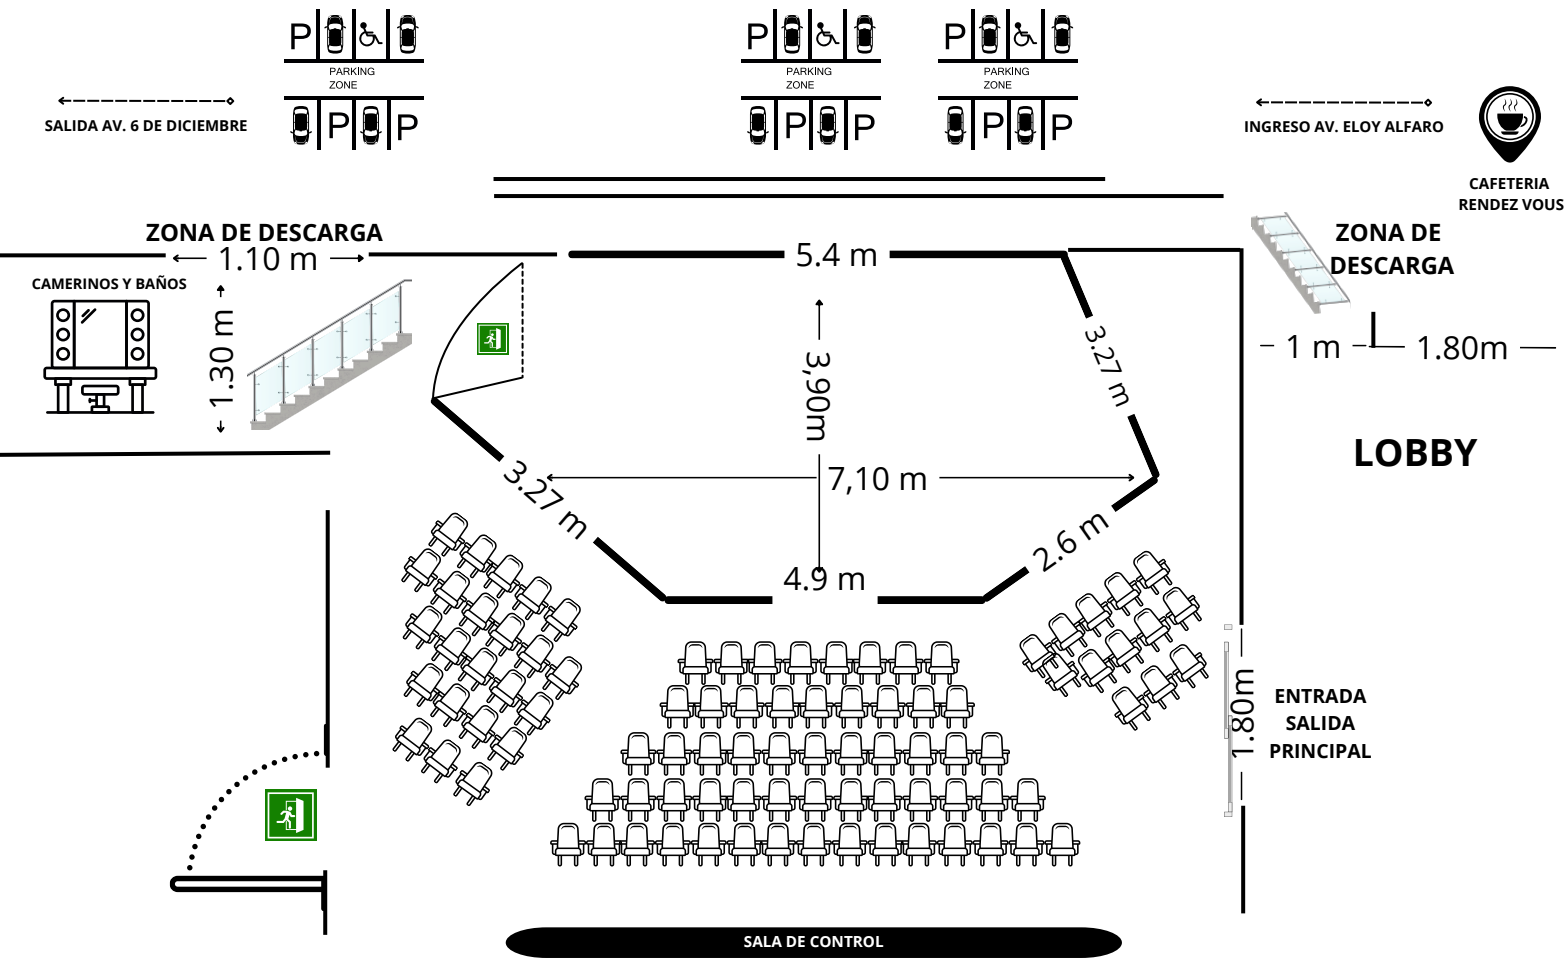 P
PARKING
ZONE
P
P
P
PARKING
ZONE
P
P
P
PARKING
ZONE
P
P
SALIDA AV. 6 DE DICIEMBRE
INGRESO AV. ELOY ALFARO
CAFETERIA
RENDEZ VOUS
ZONA DE DESCARGA
1.10 m
CAMERINOS Y BAÑOS
1.30 m
5.4 m
3.27 m
3,90m
7,10 m
3.27 m
2.6 m
4.9 m
ZONA DE
DESCARGA
1 m
1.80m
LOBBY
1.80m
ENTRADA
SALIDA
PRINCIPAL
SALA DE CONTROL